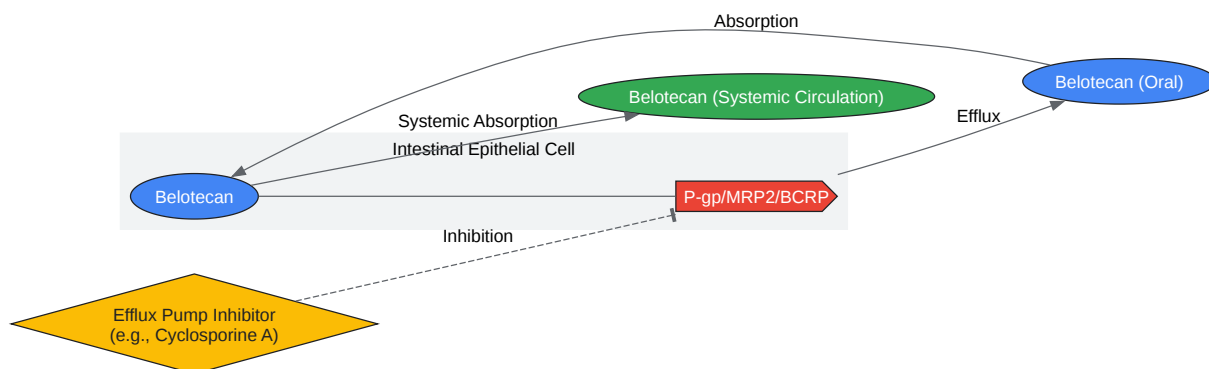 Absorption
Belotecan (Oral)
Belotecan (Systemic Circulation)
Efflux
Systemic Absorption
Intestinal Epithelial Cell
Belotecan
P-gp/MRP2/BCRP
Inhibition
Efflux Pump Inhibitor
(e.g., Cyclosporine A)